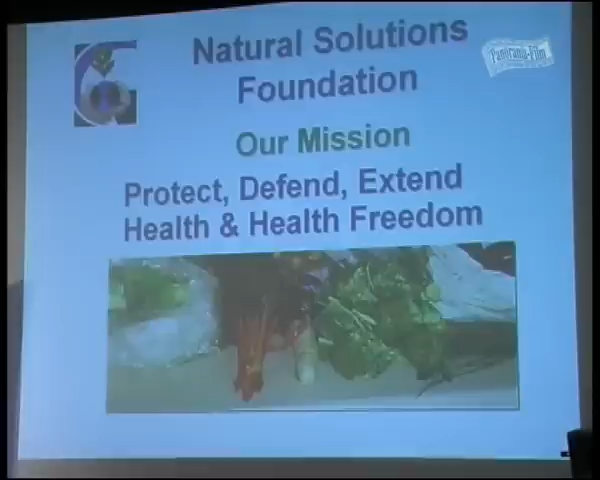 Natural Solutions
Foundation
Panorama-Film
Our Mission
Protect, Defend, Extend
Health & Health Freedom